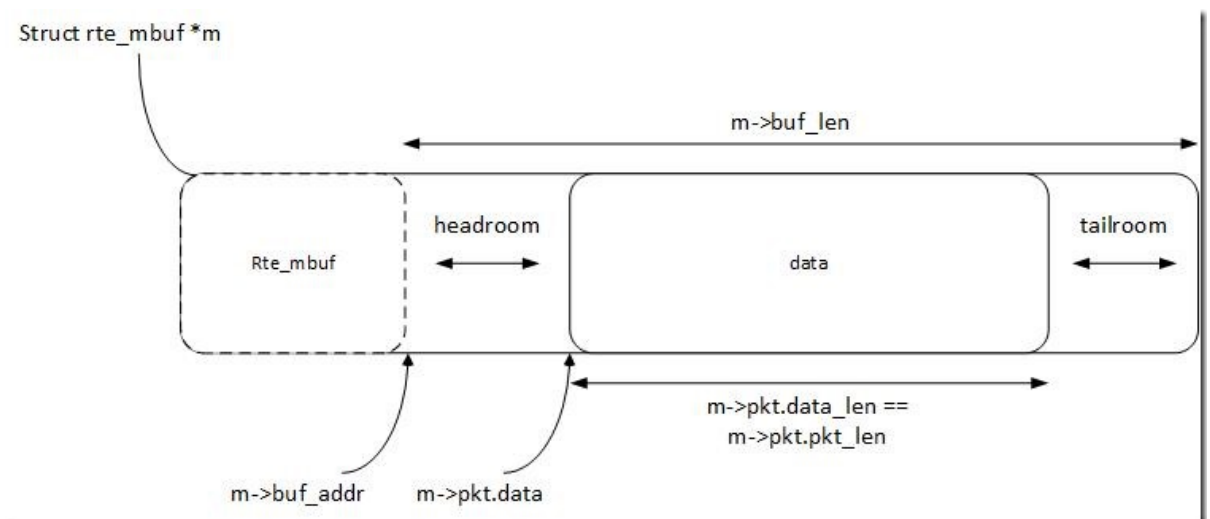 Struct rte_mbuf *m
m->buf_len
headroom
tailroom
Rte_mbuf
data
m->pkt.data_len ==
m->pkt.pkt_len
m->buf_addr
m->pkt.data